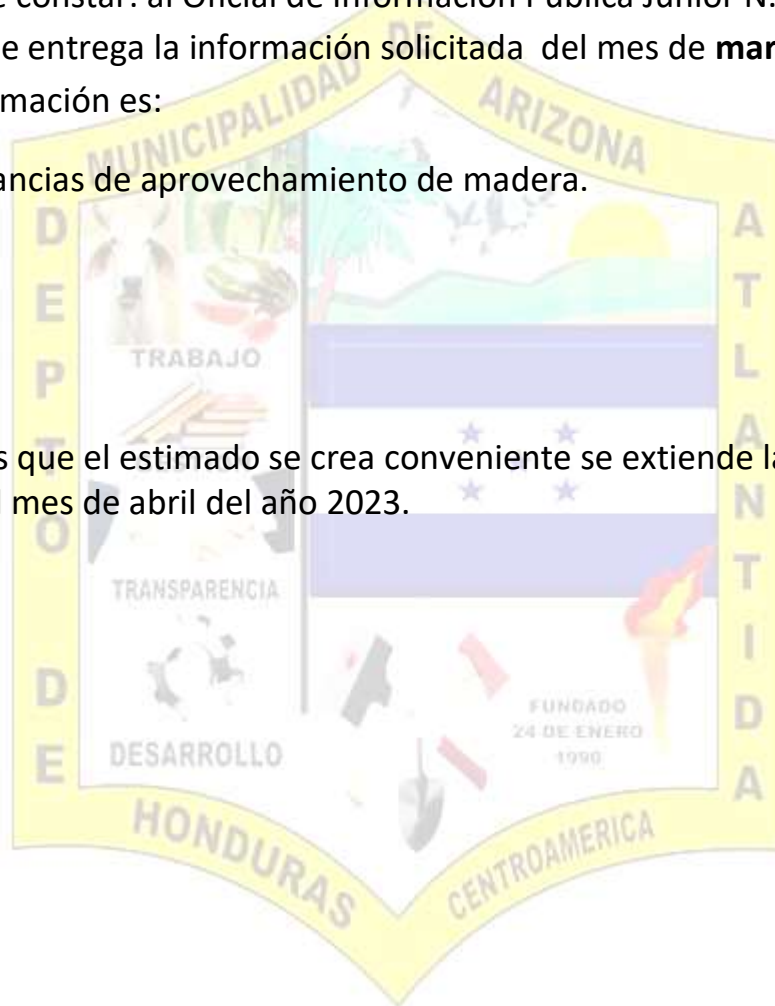 e constar: al Oficial de Información Pública Junior N.
e entrega la información solicitada del mes de mar
mación es:
ancias de aprovechamiento de madera.
s que el estimado se crea conveniente se extiende la
mes de abril del año 2023.
MUNICIPALIDAD DE ARIZONA
DEPTO DE
ATLANTIDA
TRABAJO
TRANSPARENCIA
DESARROLLO
FUNDADO
24 DE ENERO
1990
HONDURAS
CENTROAMERICA